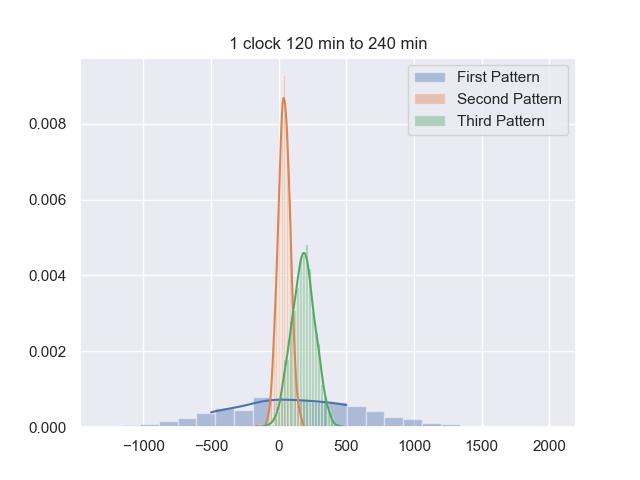 1 clock 120 min to 240 min
First Pattern
Second Pattern
Third Pattern
0.008
0.006
0.004
0.002
0.000
−1000 −500 0 500 1000 1500 2000